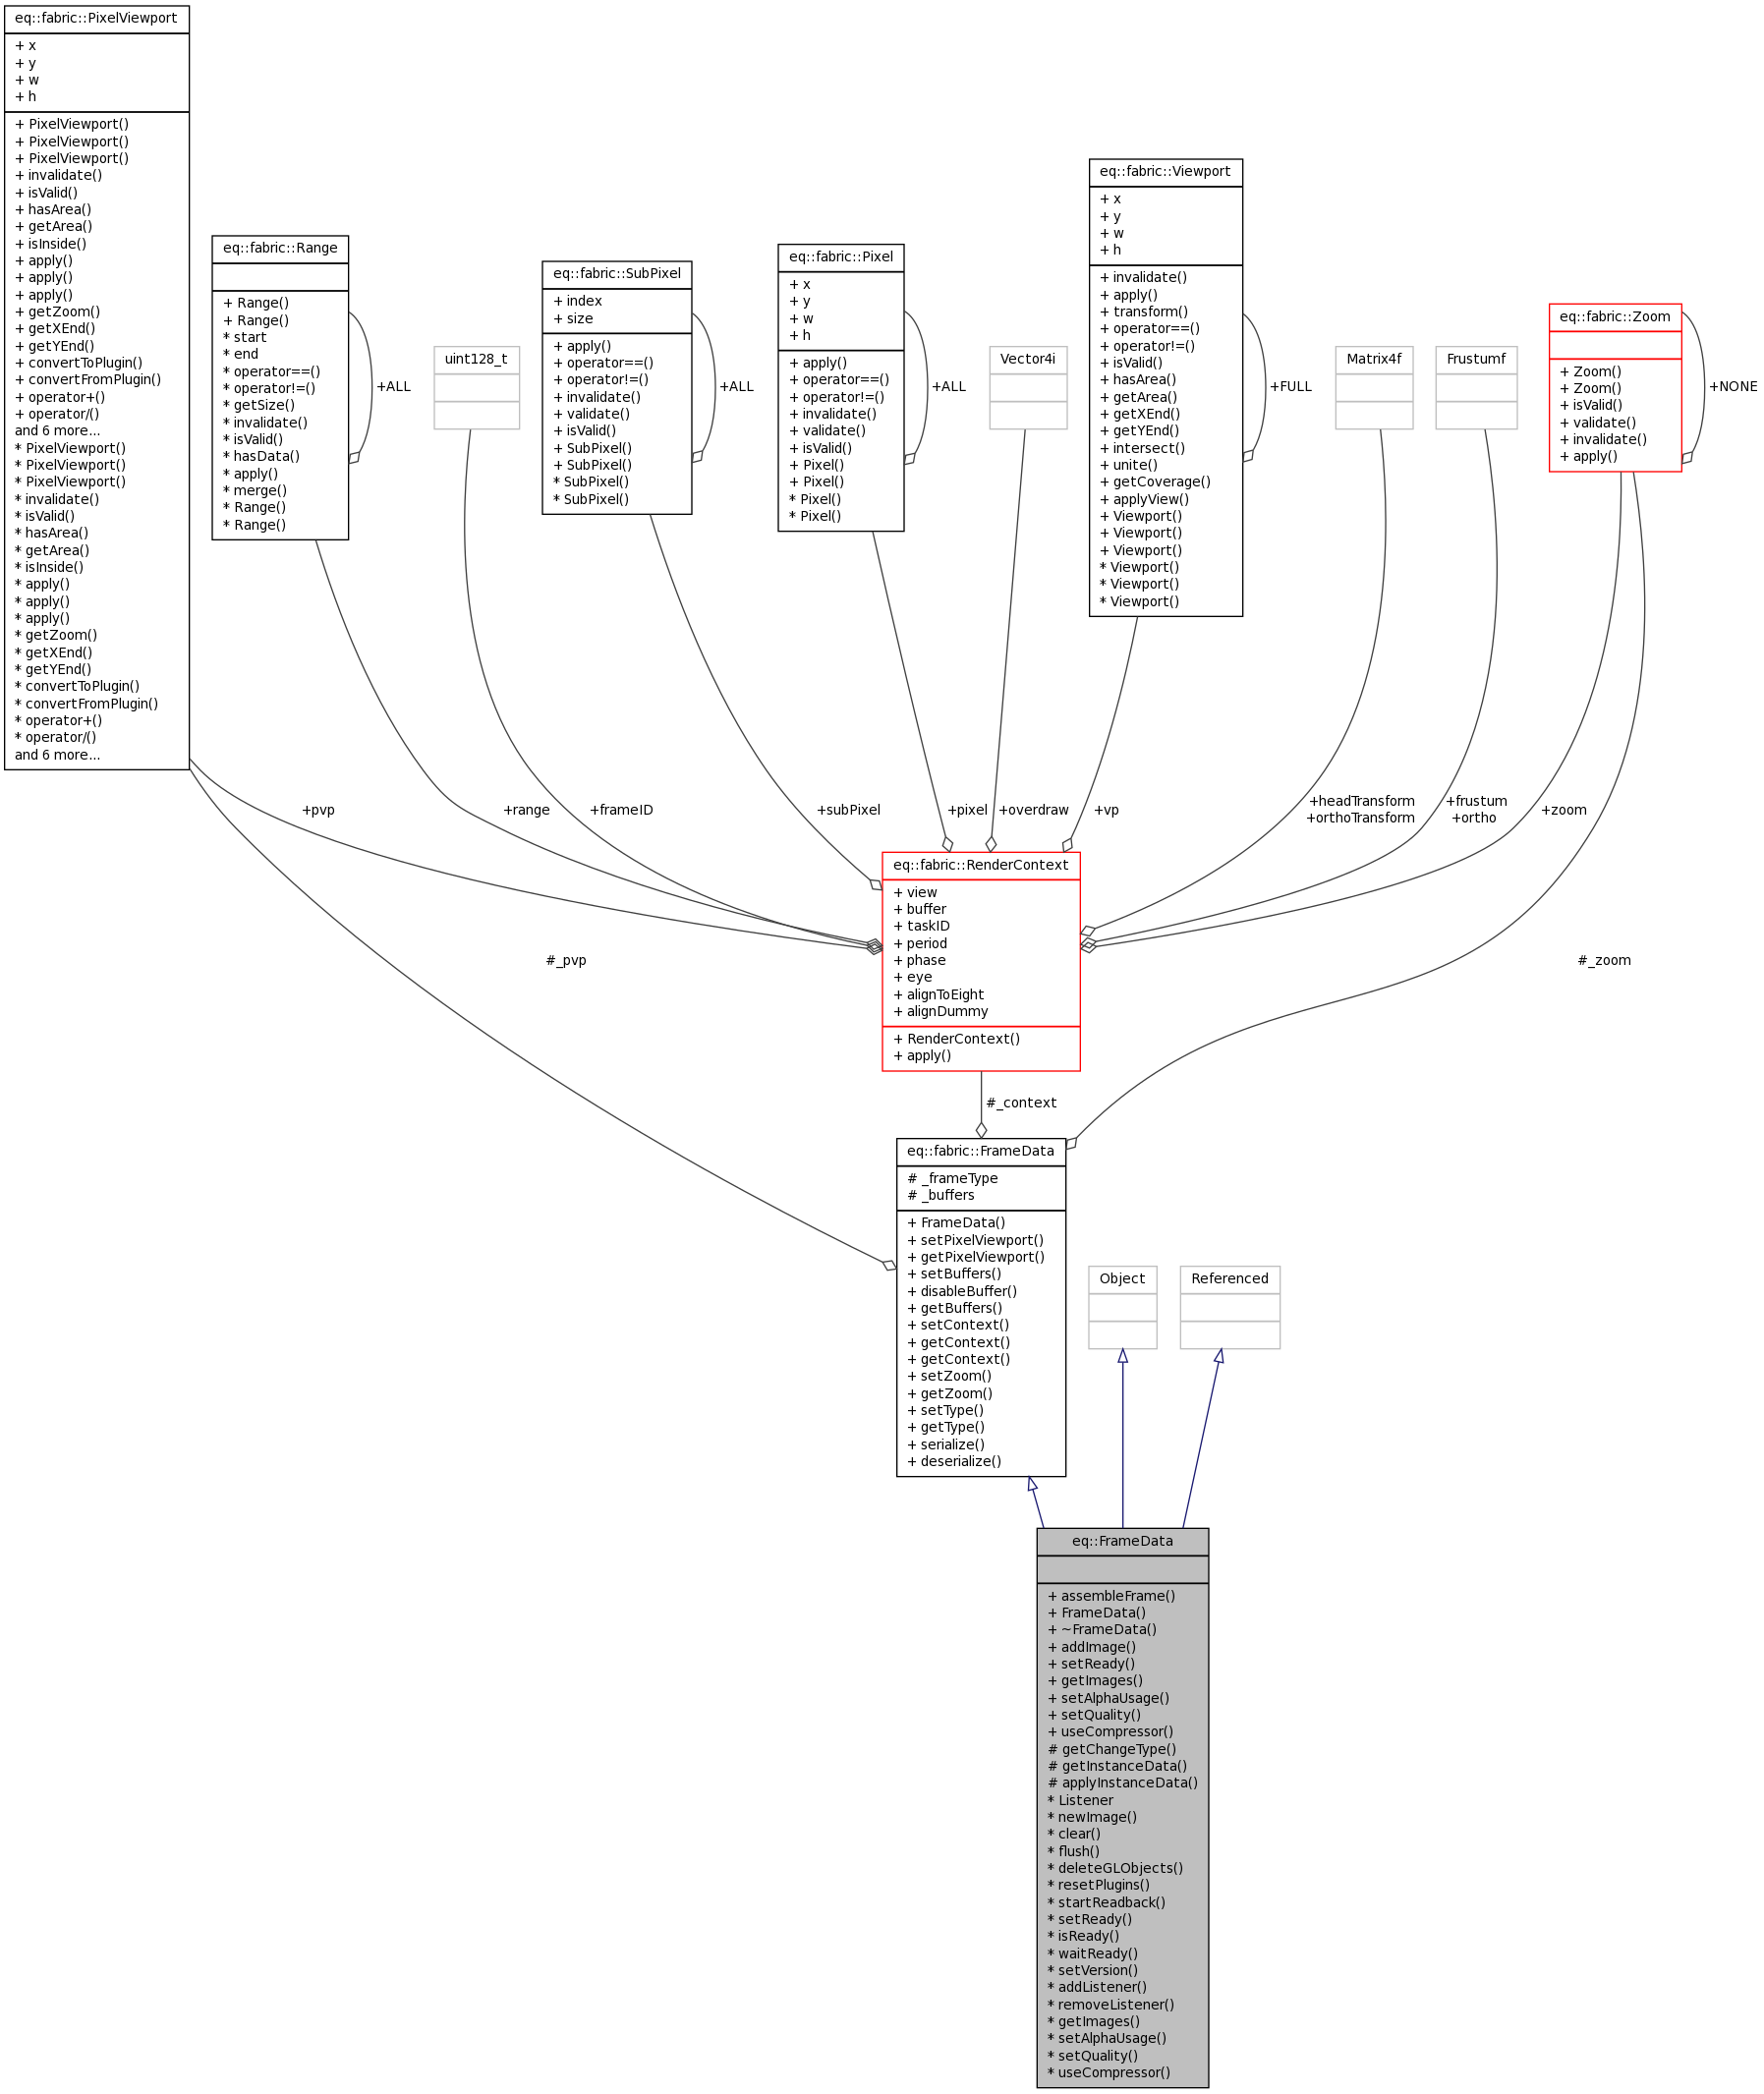 eq::fabric::PixelViewport
+ x
+ y
+ w
+ h
+ PixelViewport()
+ PixelViewport()
+ PixelViewport()
+ invalidate()
+ isValid()
+ hasArea()
+ getArea()
+ isInside()
+ apply()
+ apply()
+ apply()
+ getZoom()
+ getXEnd()
+ getYEnd()
+ convertToPlugin()
+ convertFromPlugin()
+ operator+()
+ operator/()
and 6 more...
* PixelViewport()
* PixelViewport()
* PixelViewport()
* invalidate()
* isValid()
* hasArea()
* getArea()
* isInside()
* apply()
* apply()
* apply()
* getZoom()
* getXEnd()
* getYEnd()
* convertToPlugin()
* convertFromPlugin()
* operator+()
* operator/()
and 6 more...
eq::fabric::Range
+ Range()
+ Range()
* start
* end
* operator==()
* operator!=()
* getSize()
* invalidate()
* isValid()
* hasData()
* apply()
* merge()
* Range()
* Range()
+ALL
uint128_t
eq::fabric::SubPixel
+ index
+ size
+ apply()
+ operator==()
+ operator!=()
+ invalidate()
+ validate()
+ isValid()
+ SubPixel()
+ SubPixel()
* SubPixel()
* SubPixel()
+ALL
eq::fabric::Pixel
+ x
+ y
+ w
+ h
+ apply()
+ operator==()
+ operator!=()
+ invalidate()
+ validate()
+ isValid()
+ Pixel()
+ Pixel()
* Pixel()
* Pixel()
+ALL
Vector4i
eq::fabric::Viewport
+ x
+ y
+ w
+ h
+ invalidate()
+ apply()
+ transform()
+ operator==()
+ operator!=()
+ isValid()
+ hasArea()
+ getArea()
+ getXEnd()
+ getYEnd()
+ intersect()
+ unite()
+ getCoverage()
+ applyView()
+ Viewport()
+ Viewport()
+ Viewport()
* Viewport()
* Viewport()
* Viewport()
+FULL
Matrix4f
Frustumf
eq::fabric::Zoom
+ Zoom()
+ Zoom()
+ isValid()
+ validate()
+ invalidate()
+ apply()
+NONE
+pvp
+range
+frameID
+subPixel
+pixel
+overdraw
+vp
+headTransform
+orthoTransform
+frustum
+ortho
+zoom
eq::fabric::RenderContext
+ view
+ buffer
+ taskID
+ period
+ phase
+ eye
+ alignToEight
+ alignDummy
+ RenderContext()
+ apply()
#_pvp
#_zoom
#_context
eq::fabric::FrameData
# _frameType
# _buffers
+ FrameData()
+ setPixelViewport()
+ getPixelViewport()
+ setBuffers()
+ disableBuffer()
+ getBuffers()
+ setContext()
+ getContext()
+ getContext()
+ setZoom()
+ getZoom()
+ setType()
+ getType()
+ serialize()
+ deserialize()
Object
Referenced
eq::FrameData
+ assembleFrame()
+ FrameData()
+ ~FrameData()
+ addImage()
+ setReady()
+ getImages()
+ setAlphaUsage()
+ setQuality()
+ useCompressor()
# getChangeType()
# getInstanceData()
# applyInstanceData()
* Listener
* newImage()
* clear()
* flush()
* deleteGLObjects()
* resetPlugins()
* startReadback()
* setReady()
* isReady()
* waitReady()
* setVersion()
* addListener()
* removeListener()
* getImages()
* setAlphaUsage()
* setQuality()
* useCompressor()